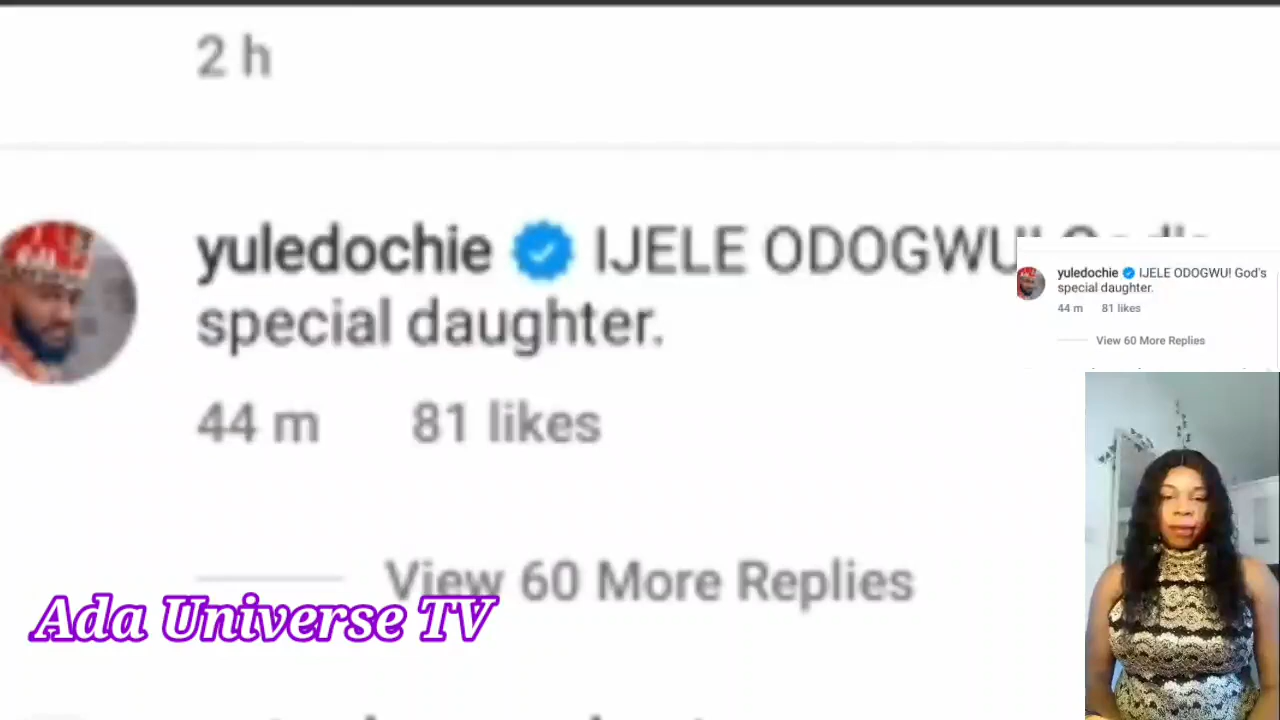 2 h
yuledochie IJELE ODOGWU! God's
special daughter.
44 m 81 likes
View 60 More Replies
yuledochie IJELE ODOGWU! God's
special daughter.
44 m 81 likes
View 60 More Replies
Ada Universe TV